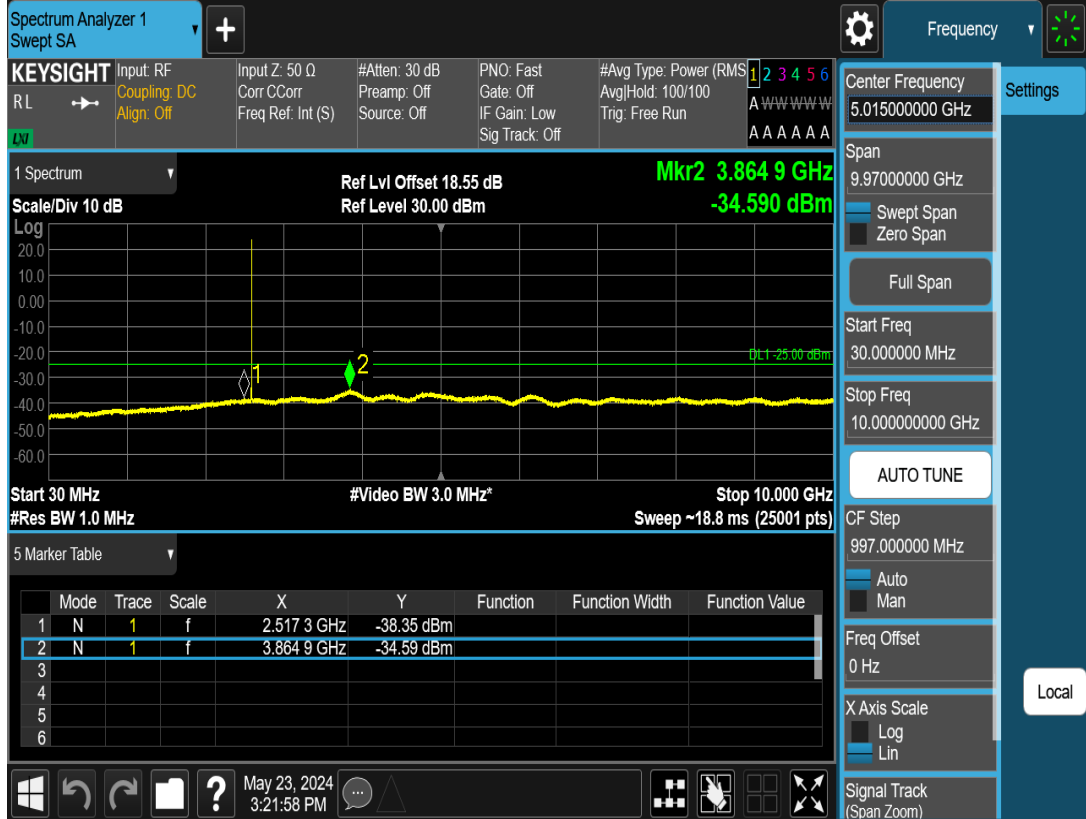 Spectrum Analyzer 1
Swept SA
+
Frequency
KEYSIGHT
RL
LXI
Input: RF
Coupling: DC
Align: Off
Input Z: 50 Ω
Corr CCorr
Freq Ref: Int (S)
#Atten: 30 dB
Preamp: Off
Source: Off
PNO: Fast
Gate: Off
IF Gain: Low
Sig Track: Off
#Avg Type: Power (RMS
Avg|Hold: 100/100
Trig: Free Run
1 2 3 4 5 6
A W W W W W
A A A A A A
1 Spectrum
Scale/Div 10 dB
Ref Lvl Offset 18.55 dB
Ref Level 30.00 dBm
Mkr2 3.864 9 GHz
-34.590 dBm
Log
20.0
10.0
0.00
-10.0
-20.0
-30.0
-40.0
-50.0
-60.0
DL1 -25.00 dBm
1
2
Start 30 MHz
#Video BW 3.0 MHz*
Stop 10.000 GHz
#Res BW 1.0 MHz
Sweep ~18.8 ms (25001 pts)
5 Marker Table
Mode Trace Scale X Y Function Function Width Function Value
1 N 1 f 2.517 3 GHz -38.35 dBm
2 N 1 f 3.864 9 GHz -34.59 dBm
3
4
5
6
?
May 23, 2024
3:21:58 PM
Center Frequency
5.015000000 GHz
Span
9.97000000 GHz
Swept Span
Zero Span
Full Span
Start Freq
30.000000 MHz
Stop Freq
10.000000000 GHz
AUTO TUNE
CF Step
997.000000 MHz
Auto
Man
Freq Offset
0 Hz
X Axis Scale
Log
Lin
Signal Track
(Span Zoom)
Settings
Local